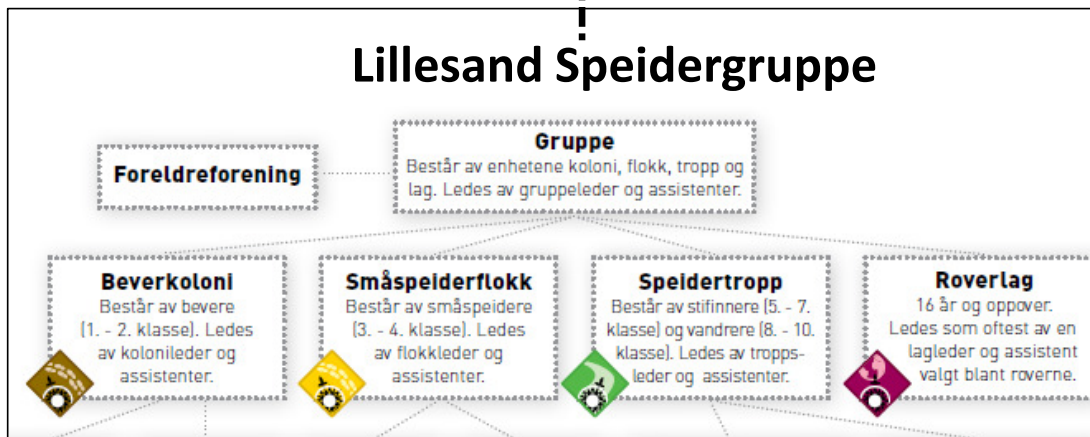 Lillesand Speidergruppe
Gruppe
Består av enhetene koloni, flokk, tropp og
lag. Ledes av gruppeleder og assistenter.
Foreldreforening
Beverkoloni
Består av bevere
(1. - 2. klasse). Ledes
av kolonileder og
assistenter.
Småspeiderflokk
Består av småspeidere
(3. - 4. klasse). Ledes
av flokkleder og
assistenter.
Speidertropp
Består av stifinnere (5. - 7.
klasse) og vandrere (8. - 10.
klasse). Ledes av tropps-
leder og assistenter.
Roverlag
16 år og oppover.
Ledes som oftest av en
lagleder og assistent
valgt blant roverne.